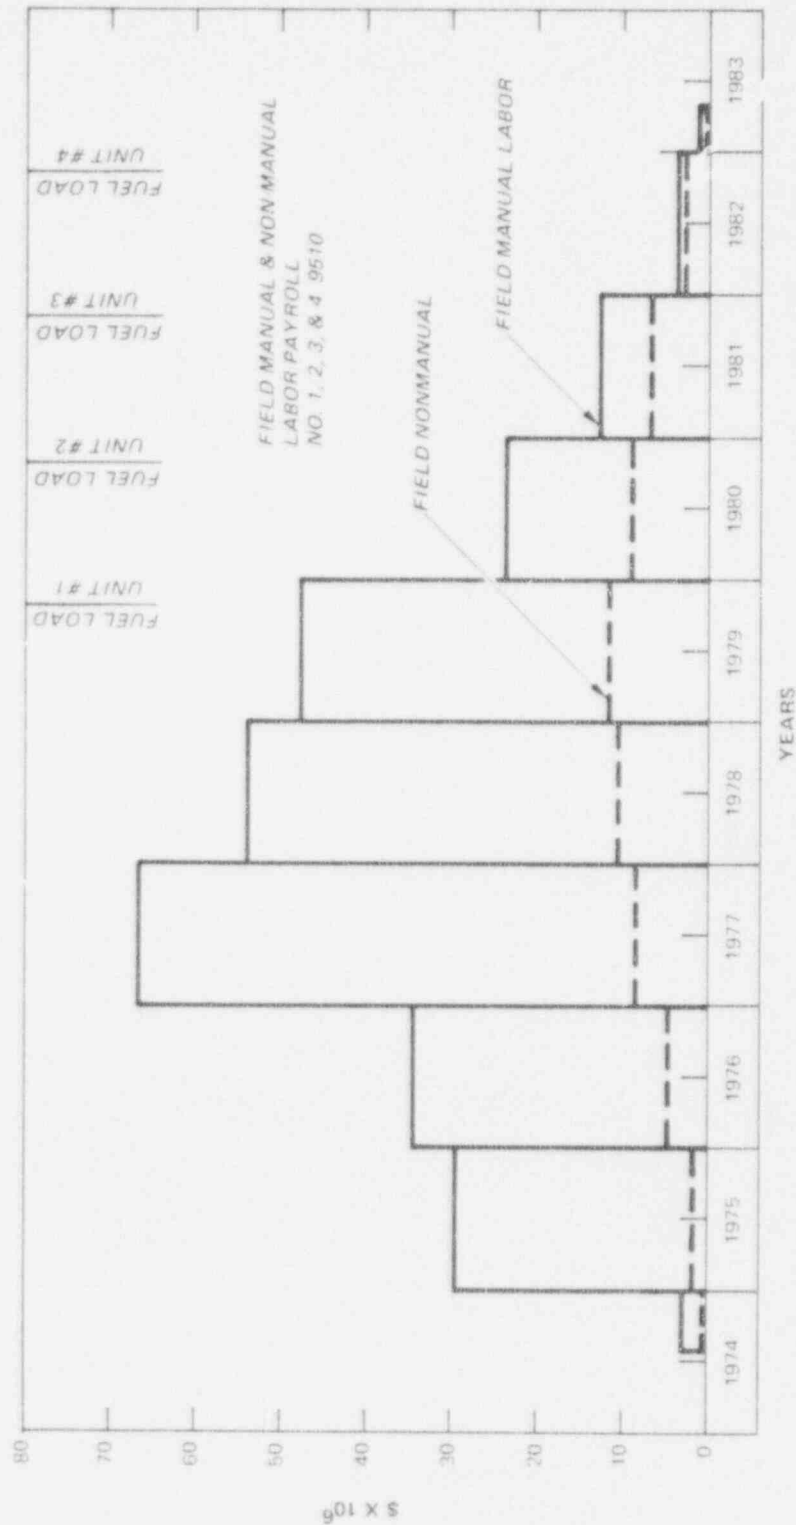 FUEL LOAD
UNIT #1
FUEL LOAD
UNIT #2
FUEL LOAD
UNIT #3
FUEL LOAD
UNIT #4
FIELD MANUAL & NON MANUAL
LABOR PAYROLL
NO. 1, 2, 3, & 4 9510
FIELD NONMANUAL
FIELD MANUAL LABOR
80
70
60
50
40
30
20
10
0
$ X 10⁶
1974
1975
1976
1977
1978
1979
1980
1981
1982
1983
YEARS